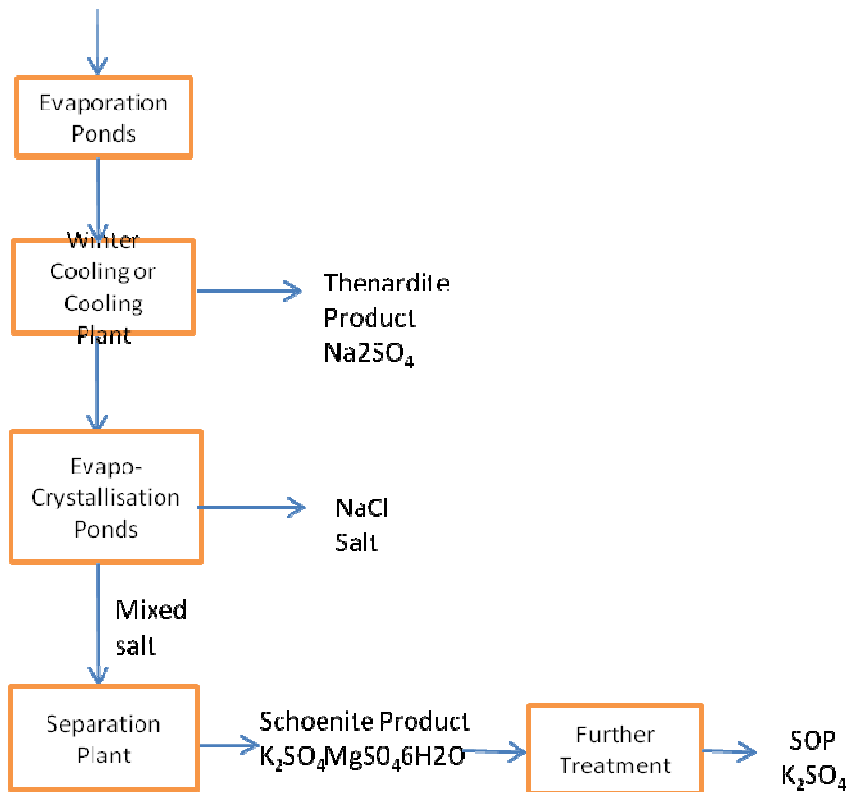 Evaporation
Ponds
Winter
Cooling or
Cooling
Plant
Thenardite
Product
Na2SO₄
Evapo-
Crystallisation
Ponds
NaCl
Salt
Mixed
salt
Separation
Plant
Schoenite Product
K₂SO₄MgSO₄6H2O
Further
Treatment
SOP
K₂SO₄